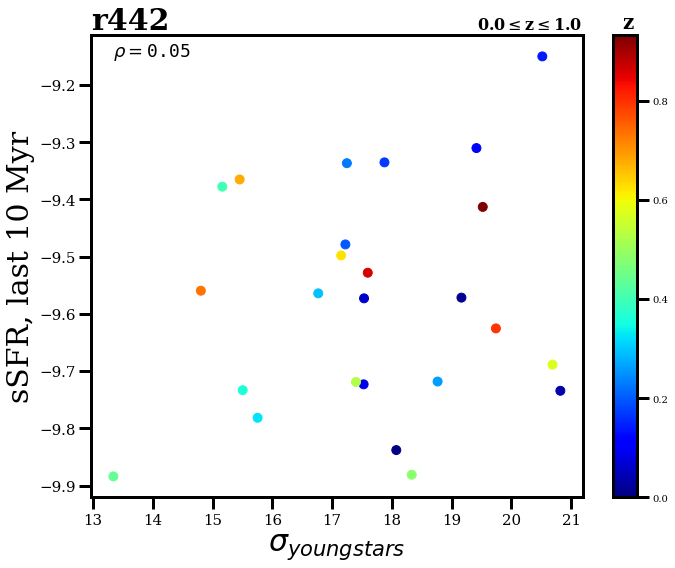 r442
0.0 ≤ z ≤ 1.0
z
ρ = 0.05
−9.2
−9.3
−9.4
−9.5
−9.6
−9.7
−9.8
−9.9
sSFR, last 10 Myr
13 14 15 16 17 18 19 20 21
σyoungstars
0.8
0.6
0.4
0.2
0.0